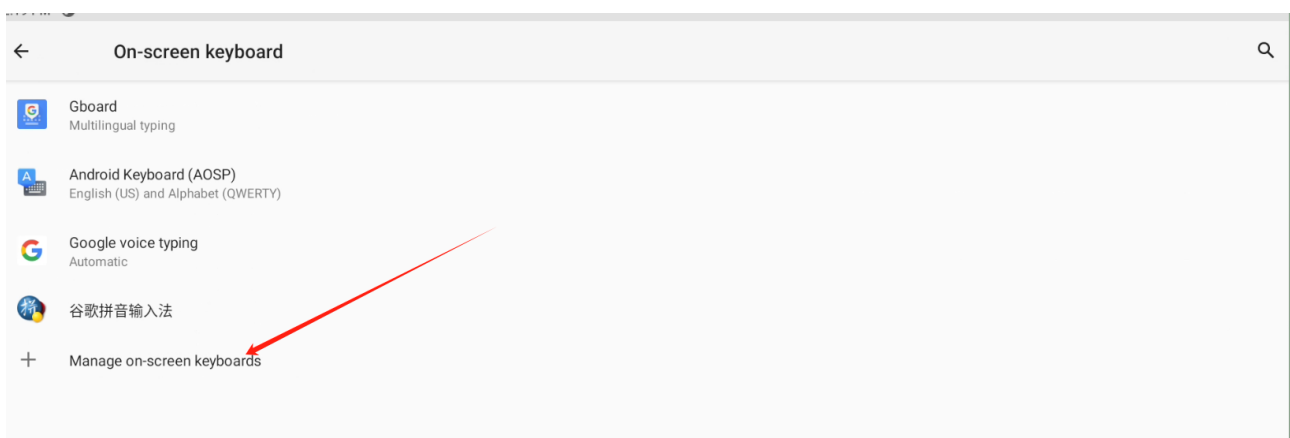 On-screen keyboard
Gboard
Multilingual typing
Android Keyboard (AOSP)
English (US) and Alphabet (QWERTY)
Google voice typing
Automatic
谷歌拼音输入法
Manage on-screen keyboards